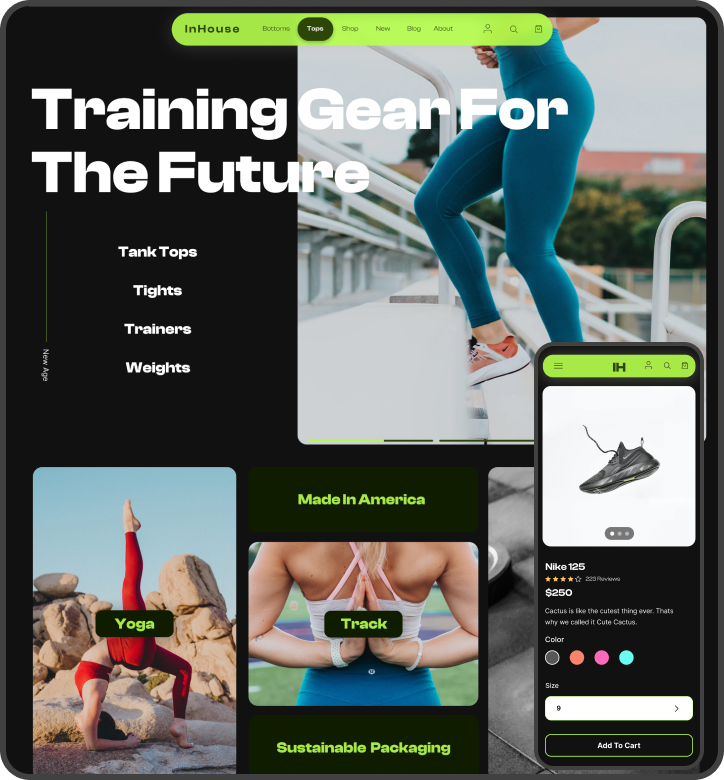 InHouse
Bottoms
Tops
Shop
New
Blog
About
Training Gear For
The Future
Tank Tops
Tights
Trainers
Weights
New Age
Made In America
Yoga
Track
Sustainable Packaging
IH
Nike 125
223 Reviews
$250
Cactus is like the cutest thing ever. Thats
why we called it Cute Cactus.
Color
Size
9
Add To Cart